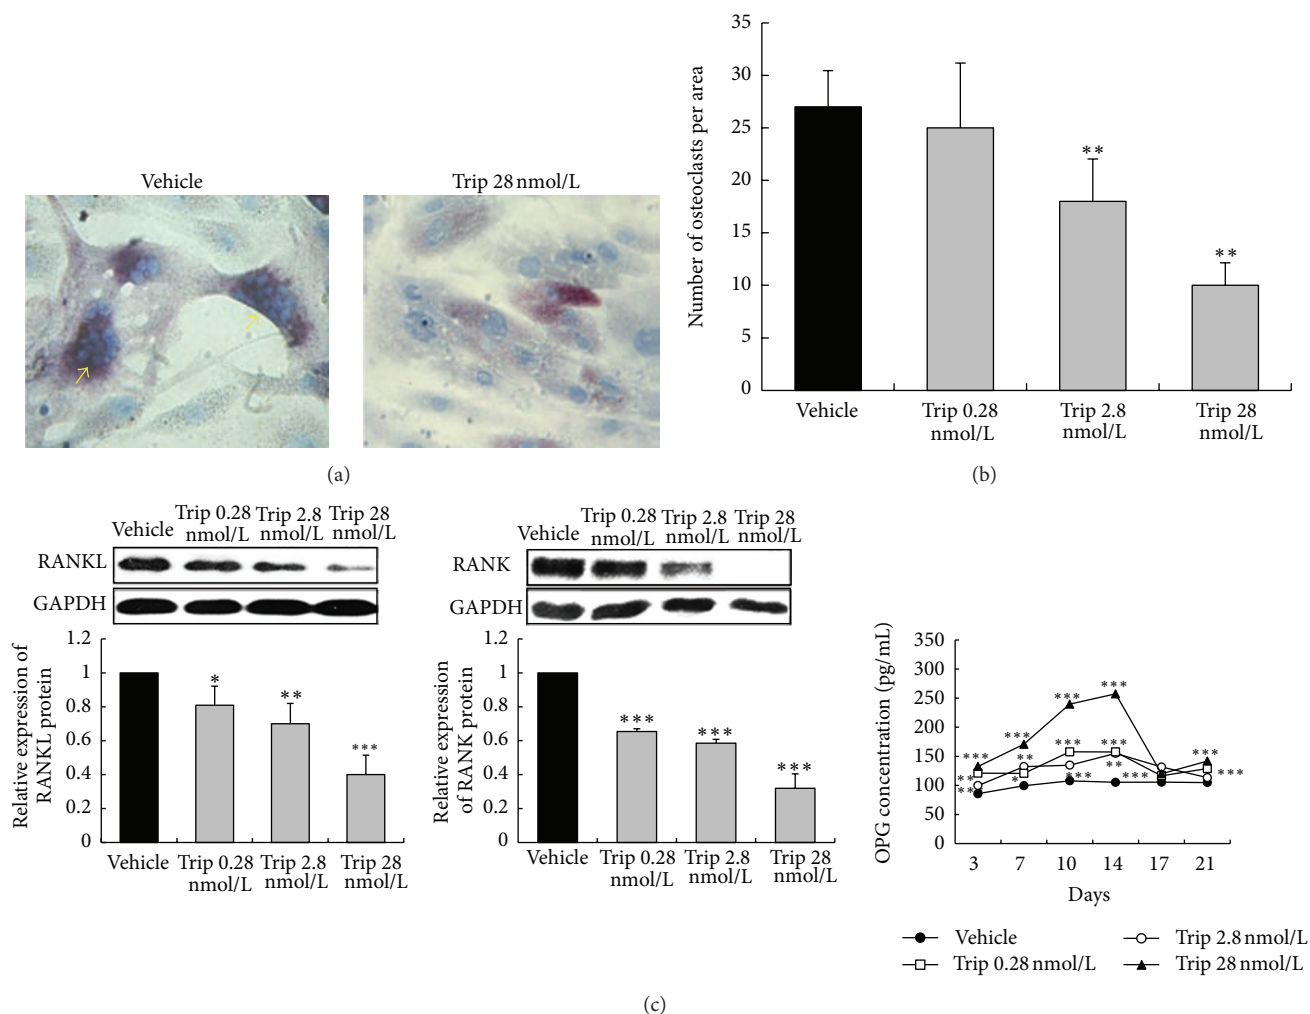 Vehicle
Trip 28 nmol/L
(a)
35
30
25
20
15
10
5
0
Number of osteoclasts per area
**
**
Vehicle
Trip 0.28
nmol/L
Trip 2.8
nmol/L
Trip 28
nmol/L
(b)
Vehicle
Trip 0.28
nmol/L
Trip 2.8
nmol/L
Trip 28
nmol/L
RANKL
GAPDH
1.2
1
0.8
0.6
0.4
0.2
0
Relative expression of
RANKL protein
*
**
***
Vehicle
Trip 0.28
nmol/L
Trip 2.8
nmol/L
Trip 28
nmol/L
Vehicle
Trip 0.28
nmol/L
Trip 2.8
nmol/L
Trip 28
nmol/L
RANK
GAPDH
1.2
1
0.8
0.6
0.4
0.2
0
Relative expression
of RANK protein
***
***
***
Vehicle
Trip 0.28
nmol/L
Trip 2.8
nmol/L
Trip 28
nmol/L
350
300
250
200
150
100
50
0
OPG concentration (pg/mL)
***
**
**
***
**
*
***
***
***
***
***
**
***
***
***
3
7
10
14
17
21
Days
Vehicle
Trip 0.28 nmol/L
Trip 2.8 nmol/L
Trip 28 nmol/L
(c)